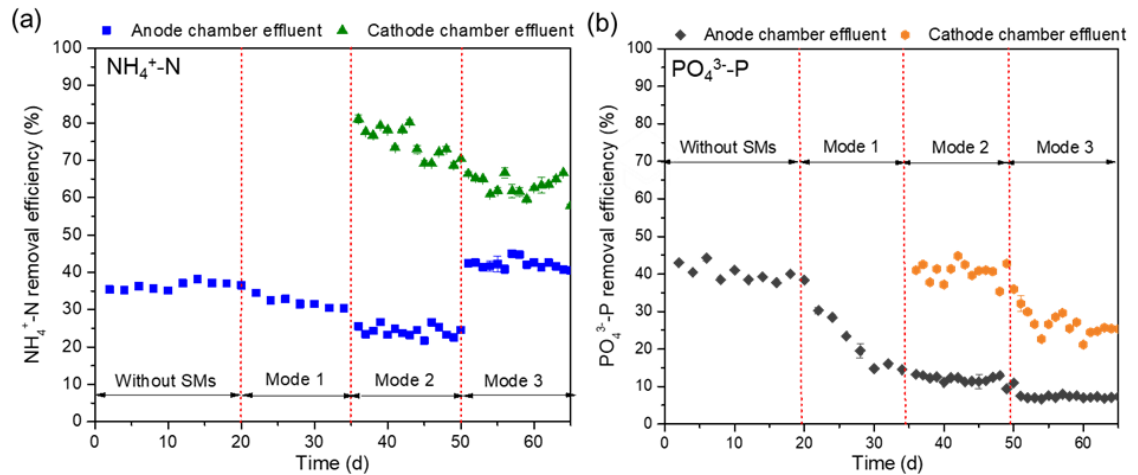 (a)
Anode chamber effluent
Cathode chamber effluent
NH₄⁺-N
NH₄⁺-N removal efficiency (%)
100
90
80
70
60
50
40
30
20
10
0
Without SMs
Mode 1
Mode 2
Mode 3
0 10 20 30 40 50 60
Time (d)
(b)
Anode chamber effluent
Cathode chamber effluent
PO₄³⁻-P
PO₄³⁻-P removal efficiency (%)
100
90
80
70
60
50
40
30
20
10
0
Without SMs
Mode 1
Mode 2
Mode 3
0 10 20 30 40 50 60
Time (d)